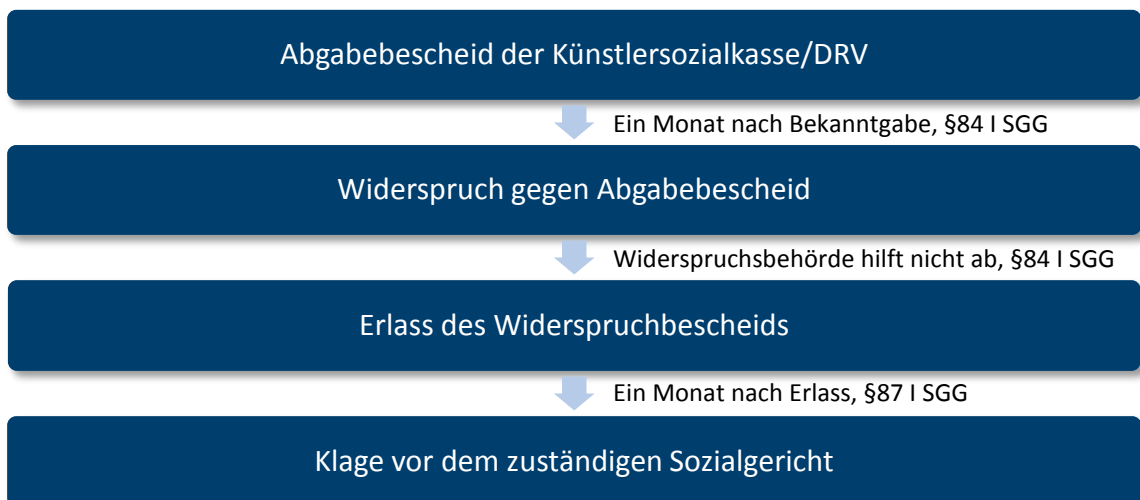 Abgabebescheid der Künstlersozialkasse/DRV
Ein Monat nach Bekanntgabe, §84 I SGG
Widerspruch gegen Abgabebescheid
Widerspruchsbehörde hilft nicht ab, §84 I SGG
Erlass des Widerspruchbescheids
Ein Monat nach Erlass, §87 I SGG
Klage vor dem zuständigen Sozialgericht